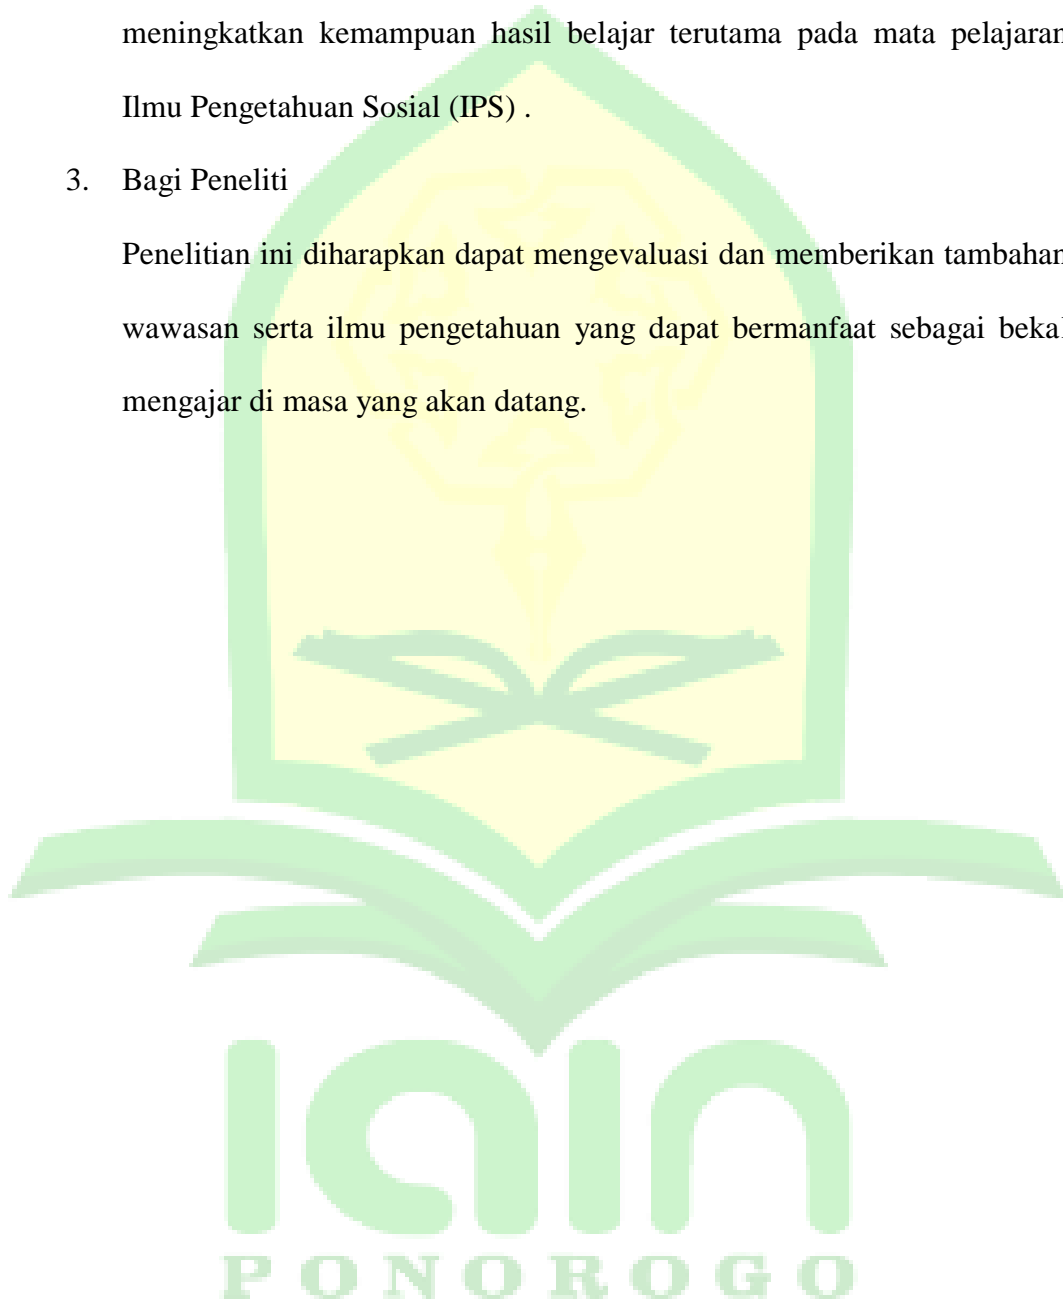 meningkatkan kemampuan hasil belajar terutama pada mata pelajaran
Ilmu Pengetahuan Sosial (IPS) .
3. Bagi Peneliti
Penelitian ini diharapkan dapat mengevaluasi dan memberikan tambahan
wawasan serta ilmu pengetahuan yang dapat bermanfaat sebagai bekal
mengajar di masa yang akan datang.
iain
PONOROGO